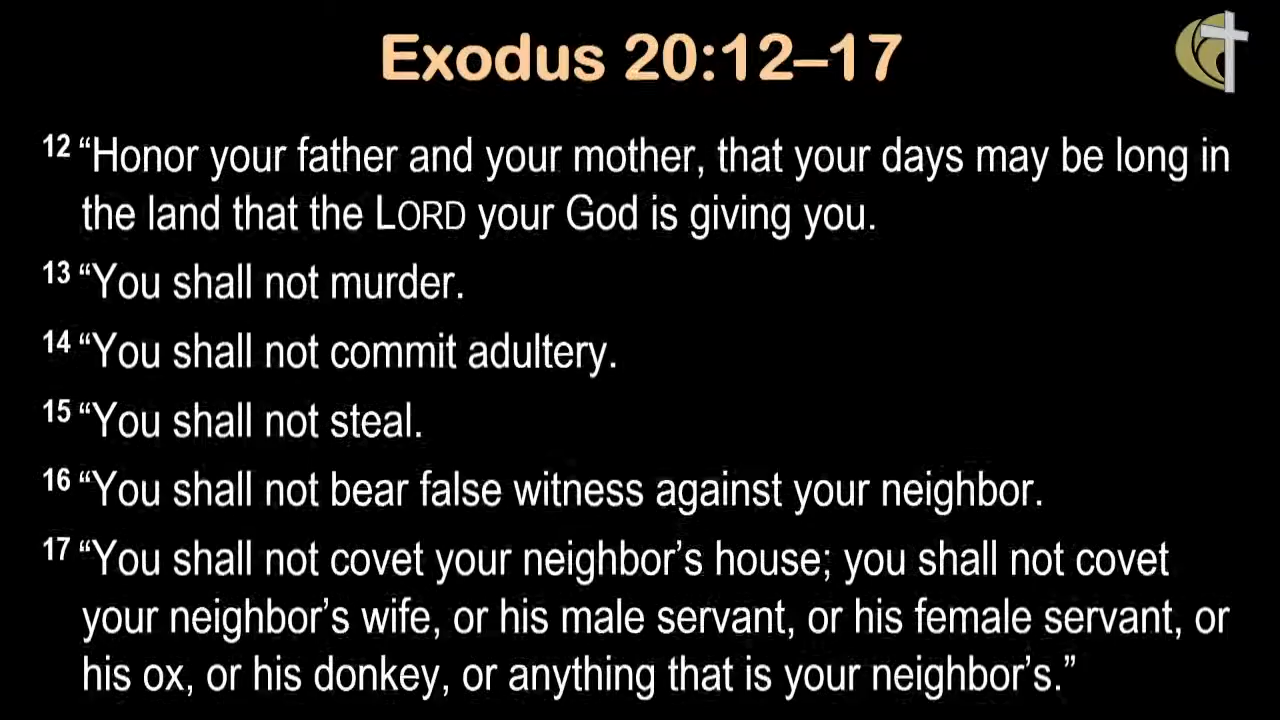 Exodus 20:12–17
12 “Honor your father and your mother, that your days may be long in
the land that the LORD your God is giving you.
13 “You shall not murder.
14 “You shall not commit adultery.
15 “You shall not steal.
16 “You shall not bear false witness against your neighbor.
17 “You shall not covet your neighbor’s house; you shall not covet
your neighbor’s wife, or his male servant, or his female servant, or
his ox, or his donkey, or anything that is your neighbor’s.”